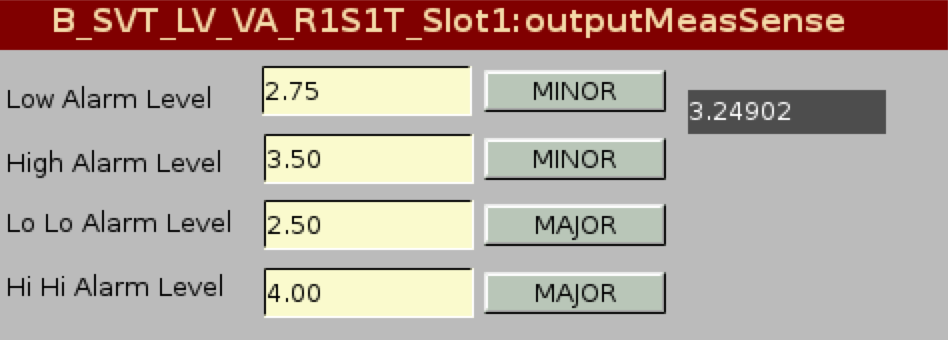 B_SVT_LV_VA_R1S1T_Slot1:outputMeasSense
Low Alarm Level 2.75 MINOR 3.24902
High Alarm Level 3.50 MINOR
Lo Lo Alarm Level 2.50 MAJOR
Hi Hi Alarm Level 4.00 MAJOR